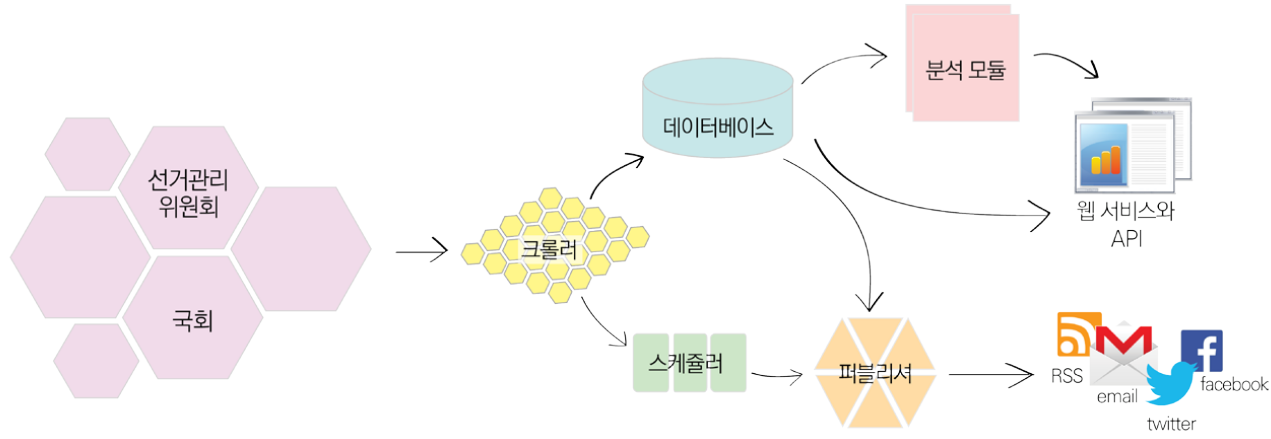 선거관리
위원회
국회
크롤러
데이터베이스
스케쥴러
분석 모듈
퍼블리셔
웹 서비스와
API
RSS
email
twitter
facebook